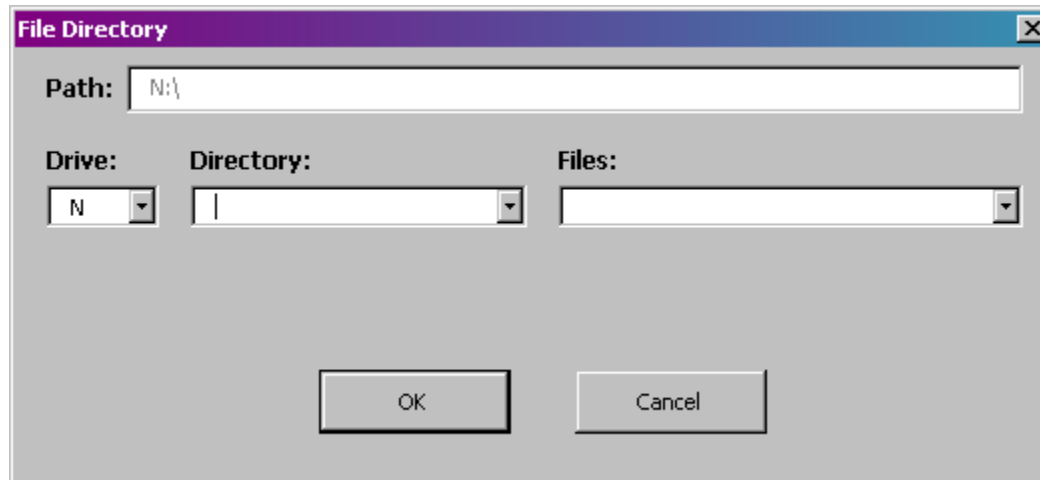 File Directory
Path: N:\
Drive: Directory: Files:
N
OK Cancel